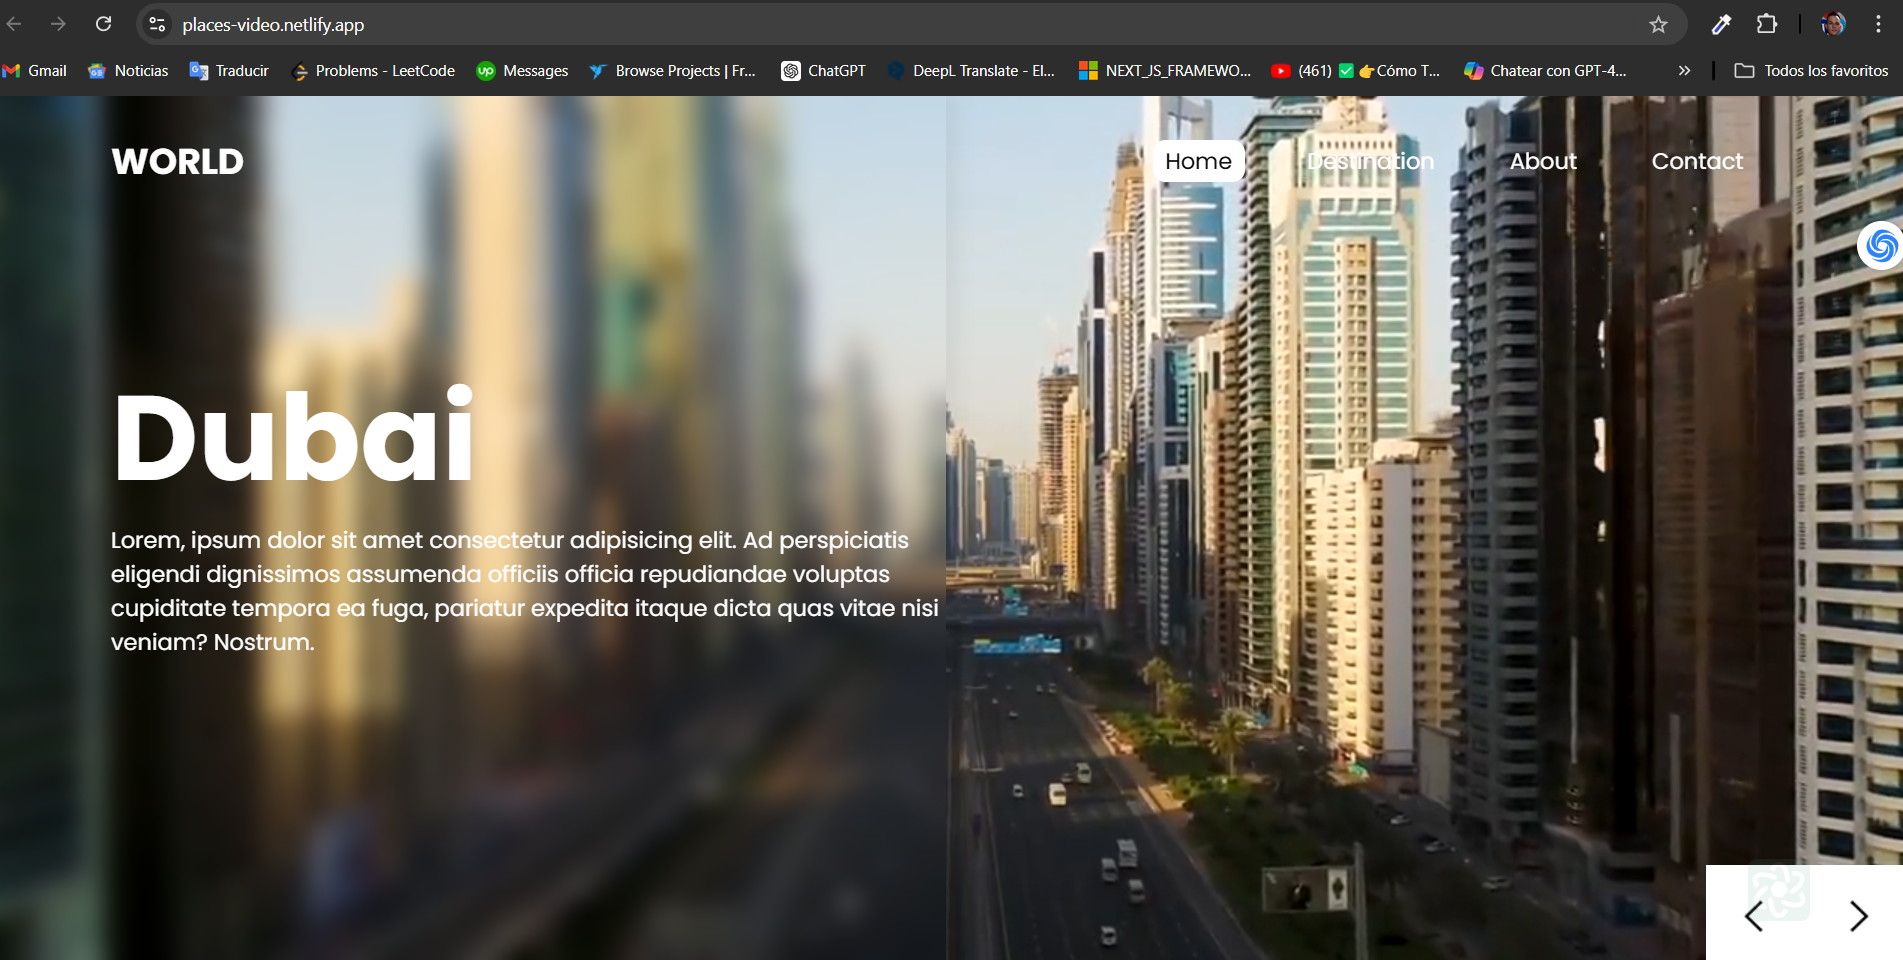 places-video.netlify.app
Gmail Noticias Traducir Problems - LeetCode Messages Browse Projects | Fr... ChatGPT DeepL Translate - El... NEXT_JS_FRAMEWO... (461) ✅👉Cómo T... Chatear con GPT-4... Todos los favoritos
WORLD Home Destination About Contact
Dubai
Lorem, ipsum dolor sit amet consectetur adipisicing elit. Ad perspiciatis
eligendi dignissimos assumenda officiis officia repudiandae voluptas
cupiditate tempora ea fuga, pariatur expedita itaque dicta quas vitae nisi
veniam? Nostrum.